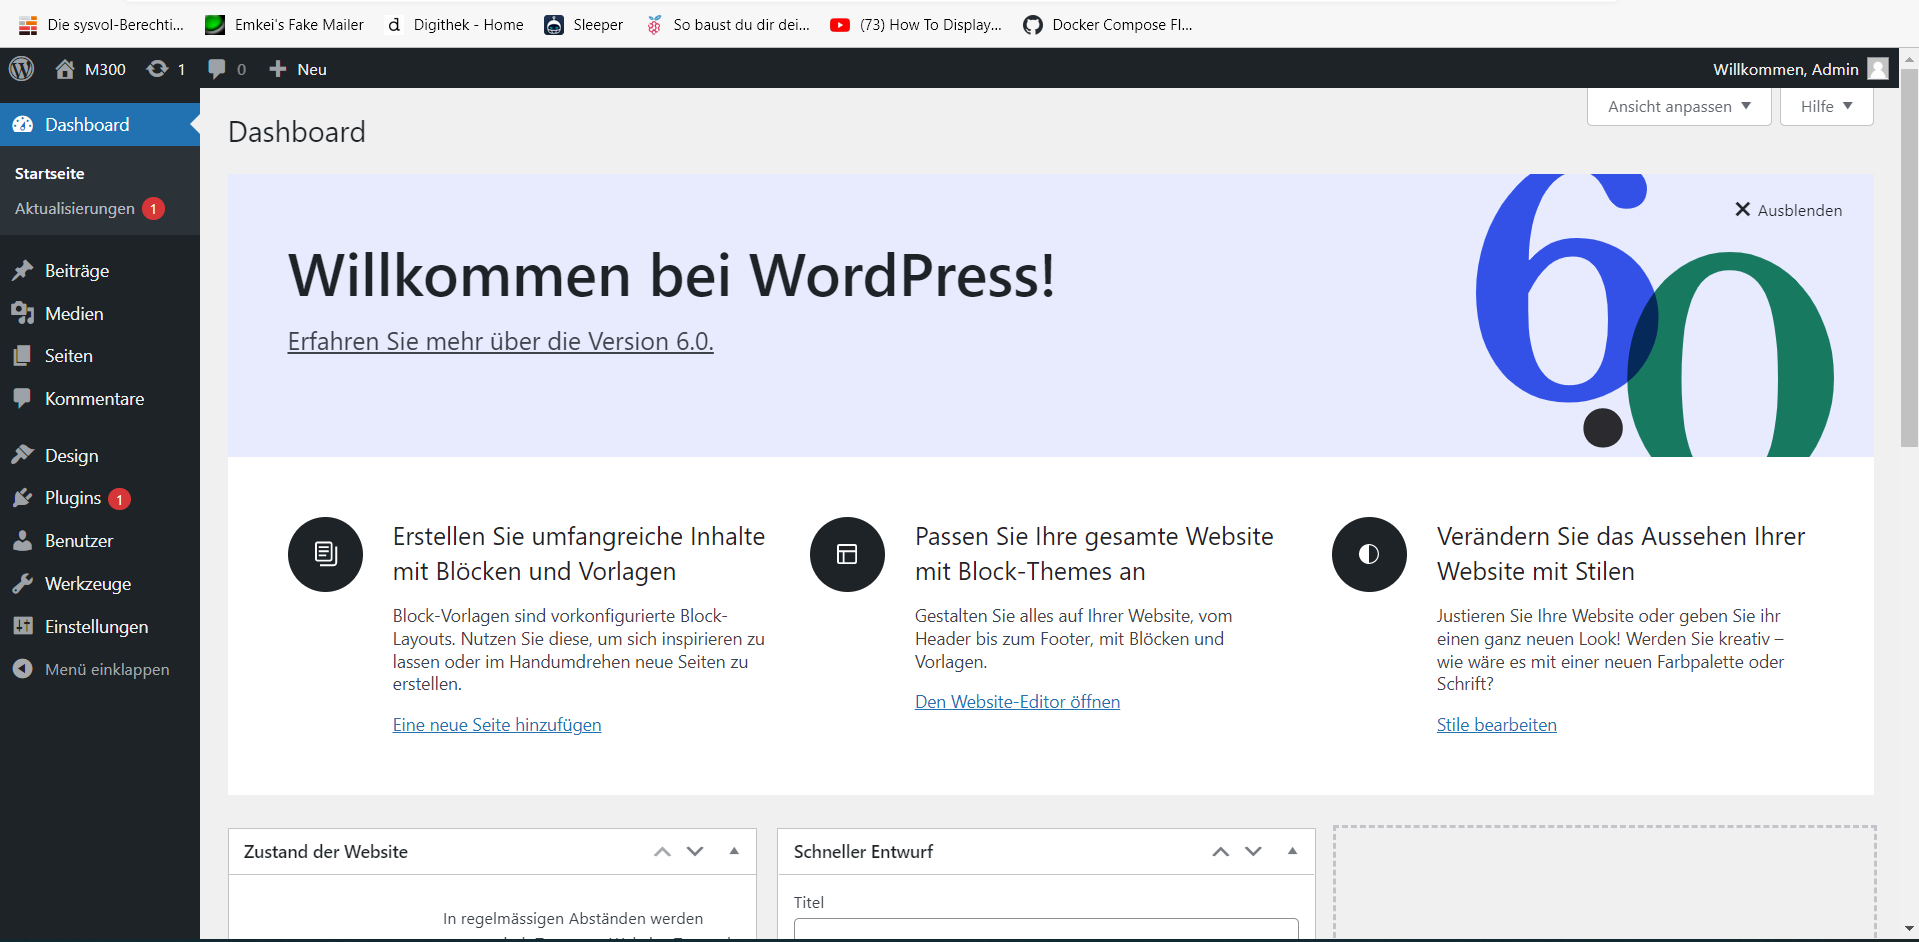 Die sysvol-Berechti... Emkei's Fake Mailer Digithek - Home Sleeper So baust du dir dei... (73) How To Display... Docker Compose Fl...
M300 1 0 Neu Willkommen, Admin
Dashboard
Startseite
Aktualisierungen 1
Beiträge
Medien
Seiten
Kommentare
Design
Plugins 1
Benutzer
Werkzeuge
Einstellungen
Menü einklappen
Ansicht anpassen Hilfe
Dashboard
Ausblenden
6.0
Willkommen bei WordPress!
Erfahren Sie mehr über die Version 6.0.
Erstellen Sie umfangreiche Inhalte
mit Blöcken und Vorlagen
Block-Vorlagen sind vorkonfigurierte Block-
Layouts. Nutzen Sie diese, um sich inspirieren zu
lassen oder im Handumdrehen neue Seiten zu
erstellen.
Eine neue Seite hinzufügen
Passen Sie Ihre gesamte Website
mit Block-Themes an
Gestalten Sie alles auf Ihrer Website, vom
Header bis zum Footer, mit Blöcken und
Vorlagen.
Den Website-Editor öffnen
Verändern Sie das Aussehen Ihrer
Website mit Stilen
Justieren Sie Ihre Website oder geben Sie ihr
einen ganz neuen Look! Werden Sie kreativ –
wie wäre es mit einer neuen Farbpalette oder
Schrift?
Stile bearbeiten
Zustand der Website
In regelmässigen Abständen werden
Schneller Entwurf
Titel